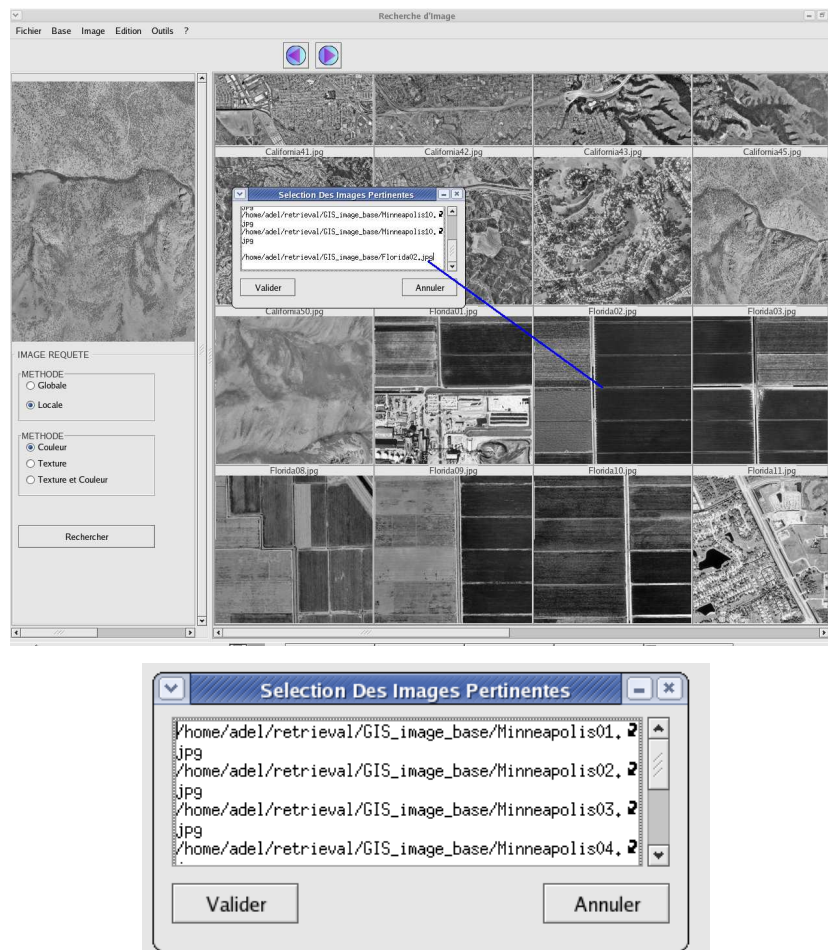 Recherche d'Image
Fichier Base Image Edition Outils ?
California41.jpg California42.jpg California43.jpg California45.jpg
Selection Des Images Pertinentes
jpg
/home/adel/retrieval/GIS_image_base/Minneapolis10.
jpg
/home/adel/retrieval/GIS_image_base/Minneapolis10.
jpg
/home/adel/retrieval/GIS_image_base/Florida02.jpg
Valider Annuler
California50.jpg Florida01.jpg Florida02.jpg Florida03.jpg
IMAGE REQUETE
METHODE
Globale
Locale
METHODE
Couleur
Texture
Texture et Couleur
Rechercher
Florida08.jpg Florida09.jpg Florida10.jpg Florida11.jpg
Selection Des Images Pertinentes
/home/adel/retrieval/GIS_image_base/Minneapolis01.
jpg
/home/adel/retrieval/GIS_image_base/Minneapolis02.
jpg
/home/adel/retrieval/GIS_image_base/Minneapolis03.
jpg
/home/adel/retrieval/GIS_image_base/Minneapolis04.
Valider Annuler